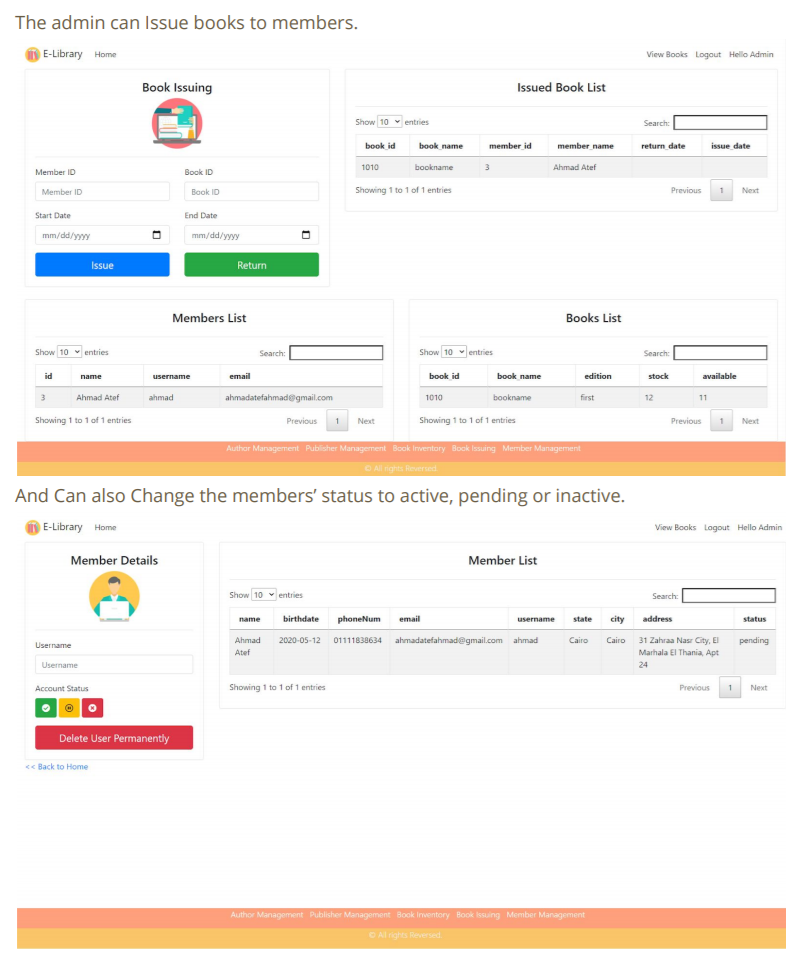 The admin can Issue books to members.
E-Library Home View Books Logout Hello Admin
Book Issuing
Member ID Book ID
Member ID Book ID
Start Date End Date
mm/dd/yyyy mm/dd/yyyy
Issue Return
Issued Book List
Show 10 entries Search:
book_id book_name member_id member_name return_date issue_date
1010 bookname 3 Ahmad Atef
Showing 1 to 1 of 1 entries Previous 1 Next
Members List
Show 10 entries Search:
id name username email
3 Ahmad Atef ahmad ahmadatefahmad@gmail.com
Showing 1 to 1 of 1 entries Previous 1 Next
Books List
Show 10 entries Search:
book_id book_name edition stock available
1010 bookname first 12 11
Showing 1 to 1 of 1 entries Previous 1 Next
Author Management Publisher Management Book Inventory Book Issuing Member Management
© All rights Reversed.
And Can also Change the members’ status to active, pending or inactive.
E-Library Home View Books Logout Hello Admin
Member Details
Username
Username
Account Status
Delete User Permanently
<< Back to Home
Member List
Show 10 entries Search:
name birthdate phoneNum email username state city address status
Ahmad 2020-05-12 01111838634 ahmadatefahmad@gmail.com ahmad Cairo Cairo 31 Zahraa Nasr City, El pending
Atef Marhala El Thania, Apt
24
Showing 1 to 1 of 1 entries Previous 1 Next
Author Management Publisher Management Book Inventory Book Issuing Member Management
© All rights Reversed.